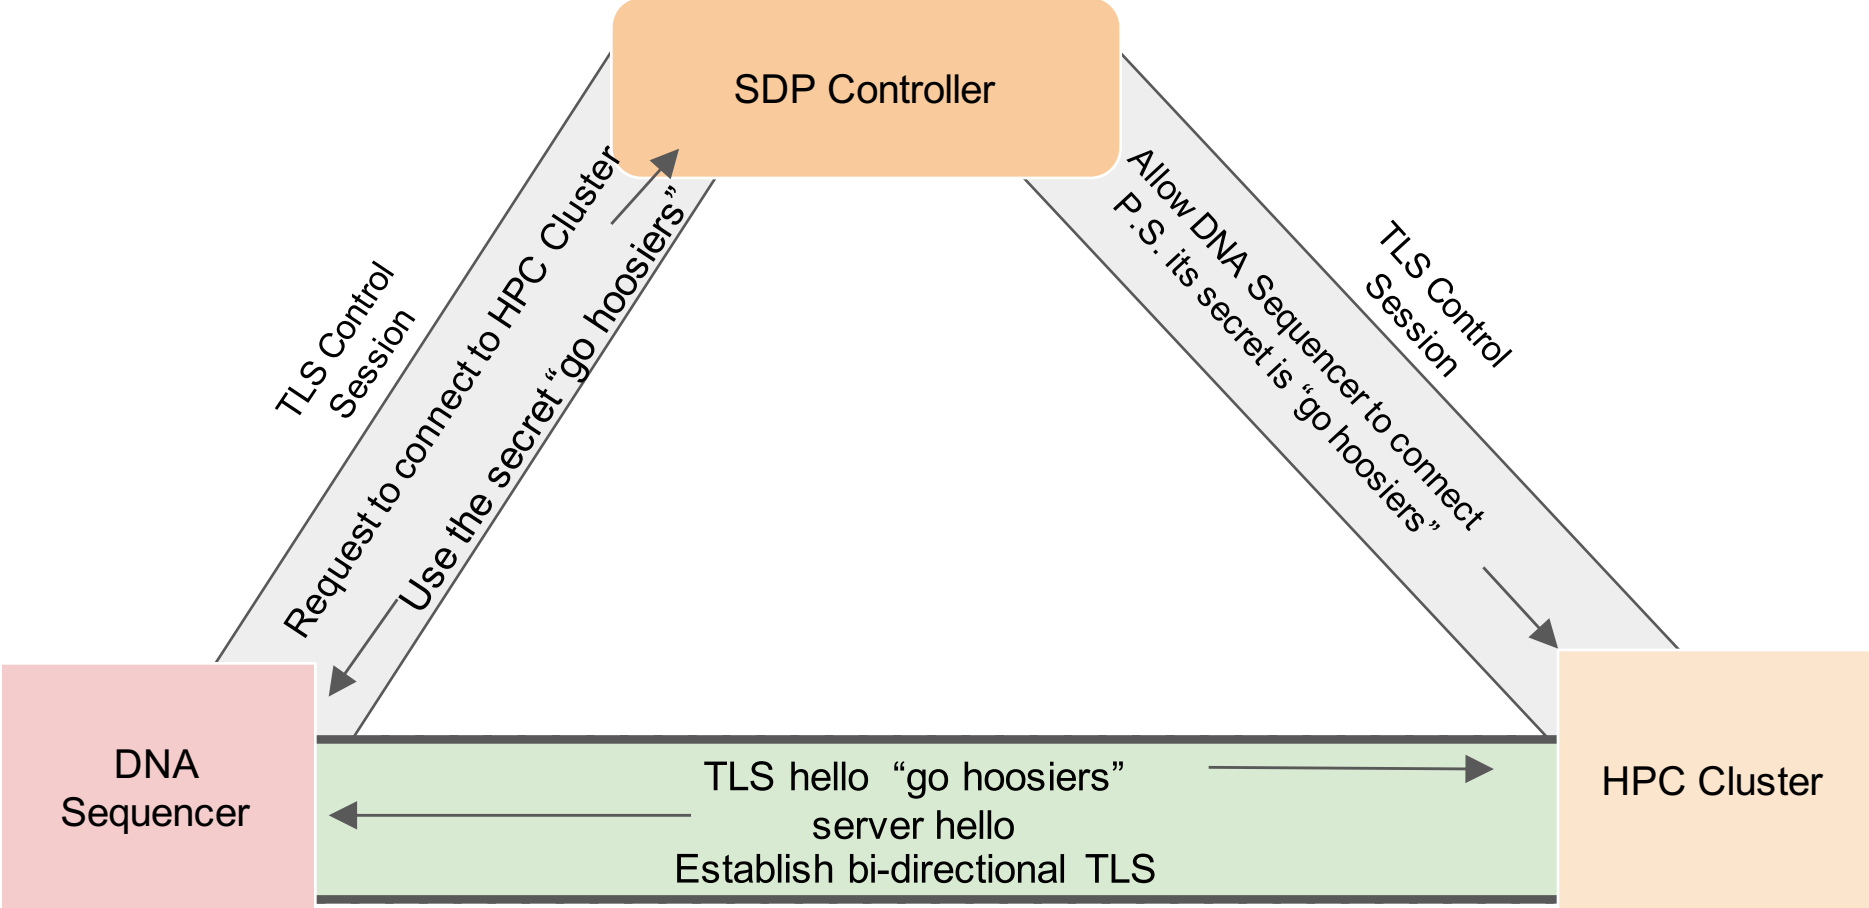 SDP Controller
TLS Control
Session
Request to connect to HPC Cluster
Use the secret “go hoosiers”
Allow DNA Sequencer to connect
P.S. its secret is “go hoosiers”
TLS Control
Session
DNA
Sequencer
TLS hello “go hoosiers”
server hello
Establish bi-directional TLS
HPC Cluster